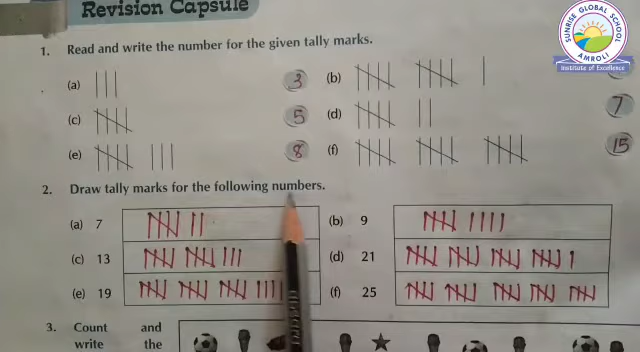 Revision Capsule
SUNRISE GLOBAL SCHOOL
AMROLI
Institute of Excellence
1. Read and write the number for the given tally marks.
(a) 3 (b)
(c) 5 (d) 7
(e) 8 (f) 15
2. Draw tally marks for the following numbers.
(a) 7 (b) 9
(c) 13 (d) 21
(e) 19 (f) 25
3. Count and
write the